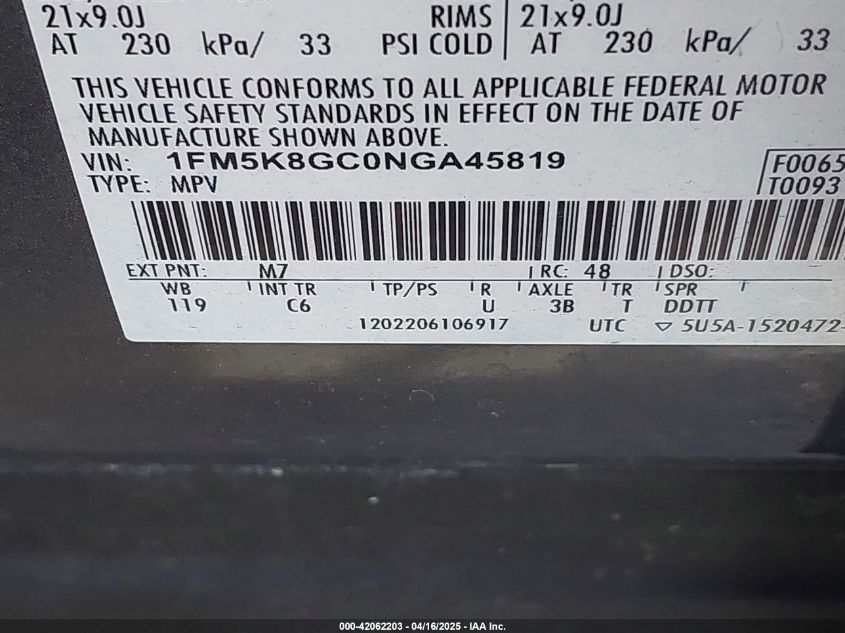 21x9.0J RIMS 21x9.0J
AT 230 kPa/ 33 PSI COLD AT 230 kPa/ 33
THIS VEHICLE CONFORMS TO ALL APPLICABLE FEDERAL MOTOR
VEHICLE SAFETY STANDARDS IN EFFECT ON THE DATE OF
MANUFACTURE SHOWN ABOVE.
VIN: 1FM5K8GC0NGA45819 F0065
TYPE: MPV T0093
EXT PNT: M7 RC: 48 DSO:
WB INT TR TP/PS R AXLE TR SPR
119 C6 U 3B T DDTT
1202206106917 UTC ▽ 5U5A-1520472-
000-42062203 - 04/16/2025 - IAA Inc.